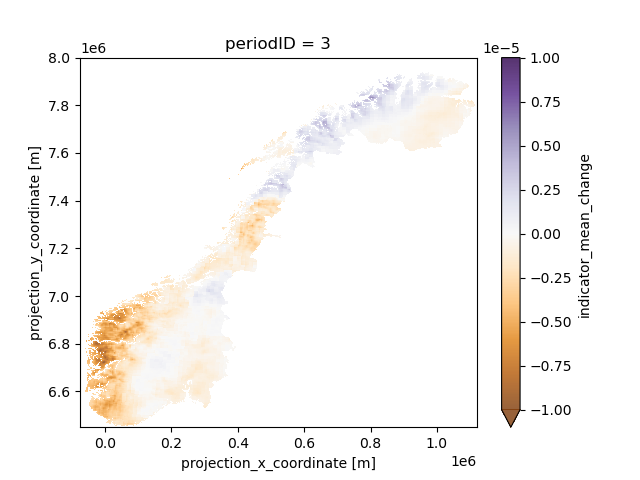 periodID = 3
1e6
1e−5
8.0
7.8
7.6
7.4
7.2
7.0
6.8
6.6
projection_y_coordinate [m]
0.0 0.2 0.4 0.6 0.8 1.0
1e6
projection_x_coordinate [m]
1.00
0.75
0.50
0.25
0.00
−0.25
−0.50
−0.75
−1.00
indicator_mean_change